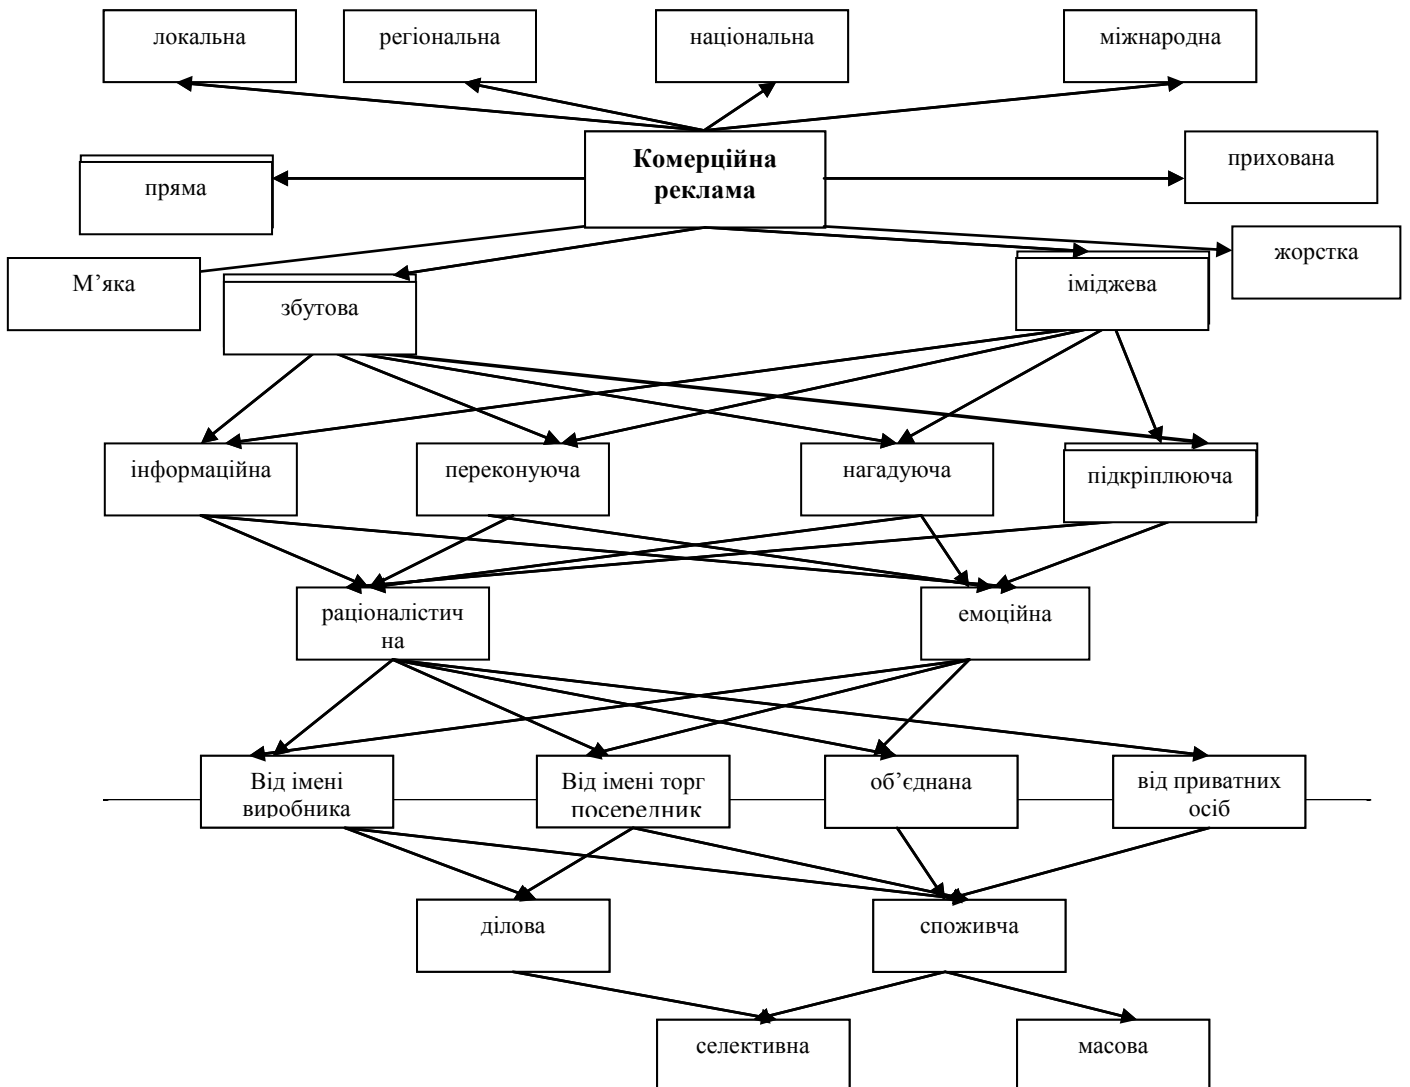 локальна
регіональна
національна
міжнародна
Комерційна
реклама
прихована
пряма
жорстка
М’яка
іміджева
збутова
інформаційна
переконуюча
нагадуюча
підкріплююча
раціоналістич
на
емоційна
Від імені
виробника
Від імені торг
посередник
об’єднана
від приватних
осіб
ділова
споживча
селективна
масова